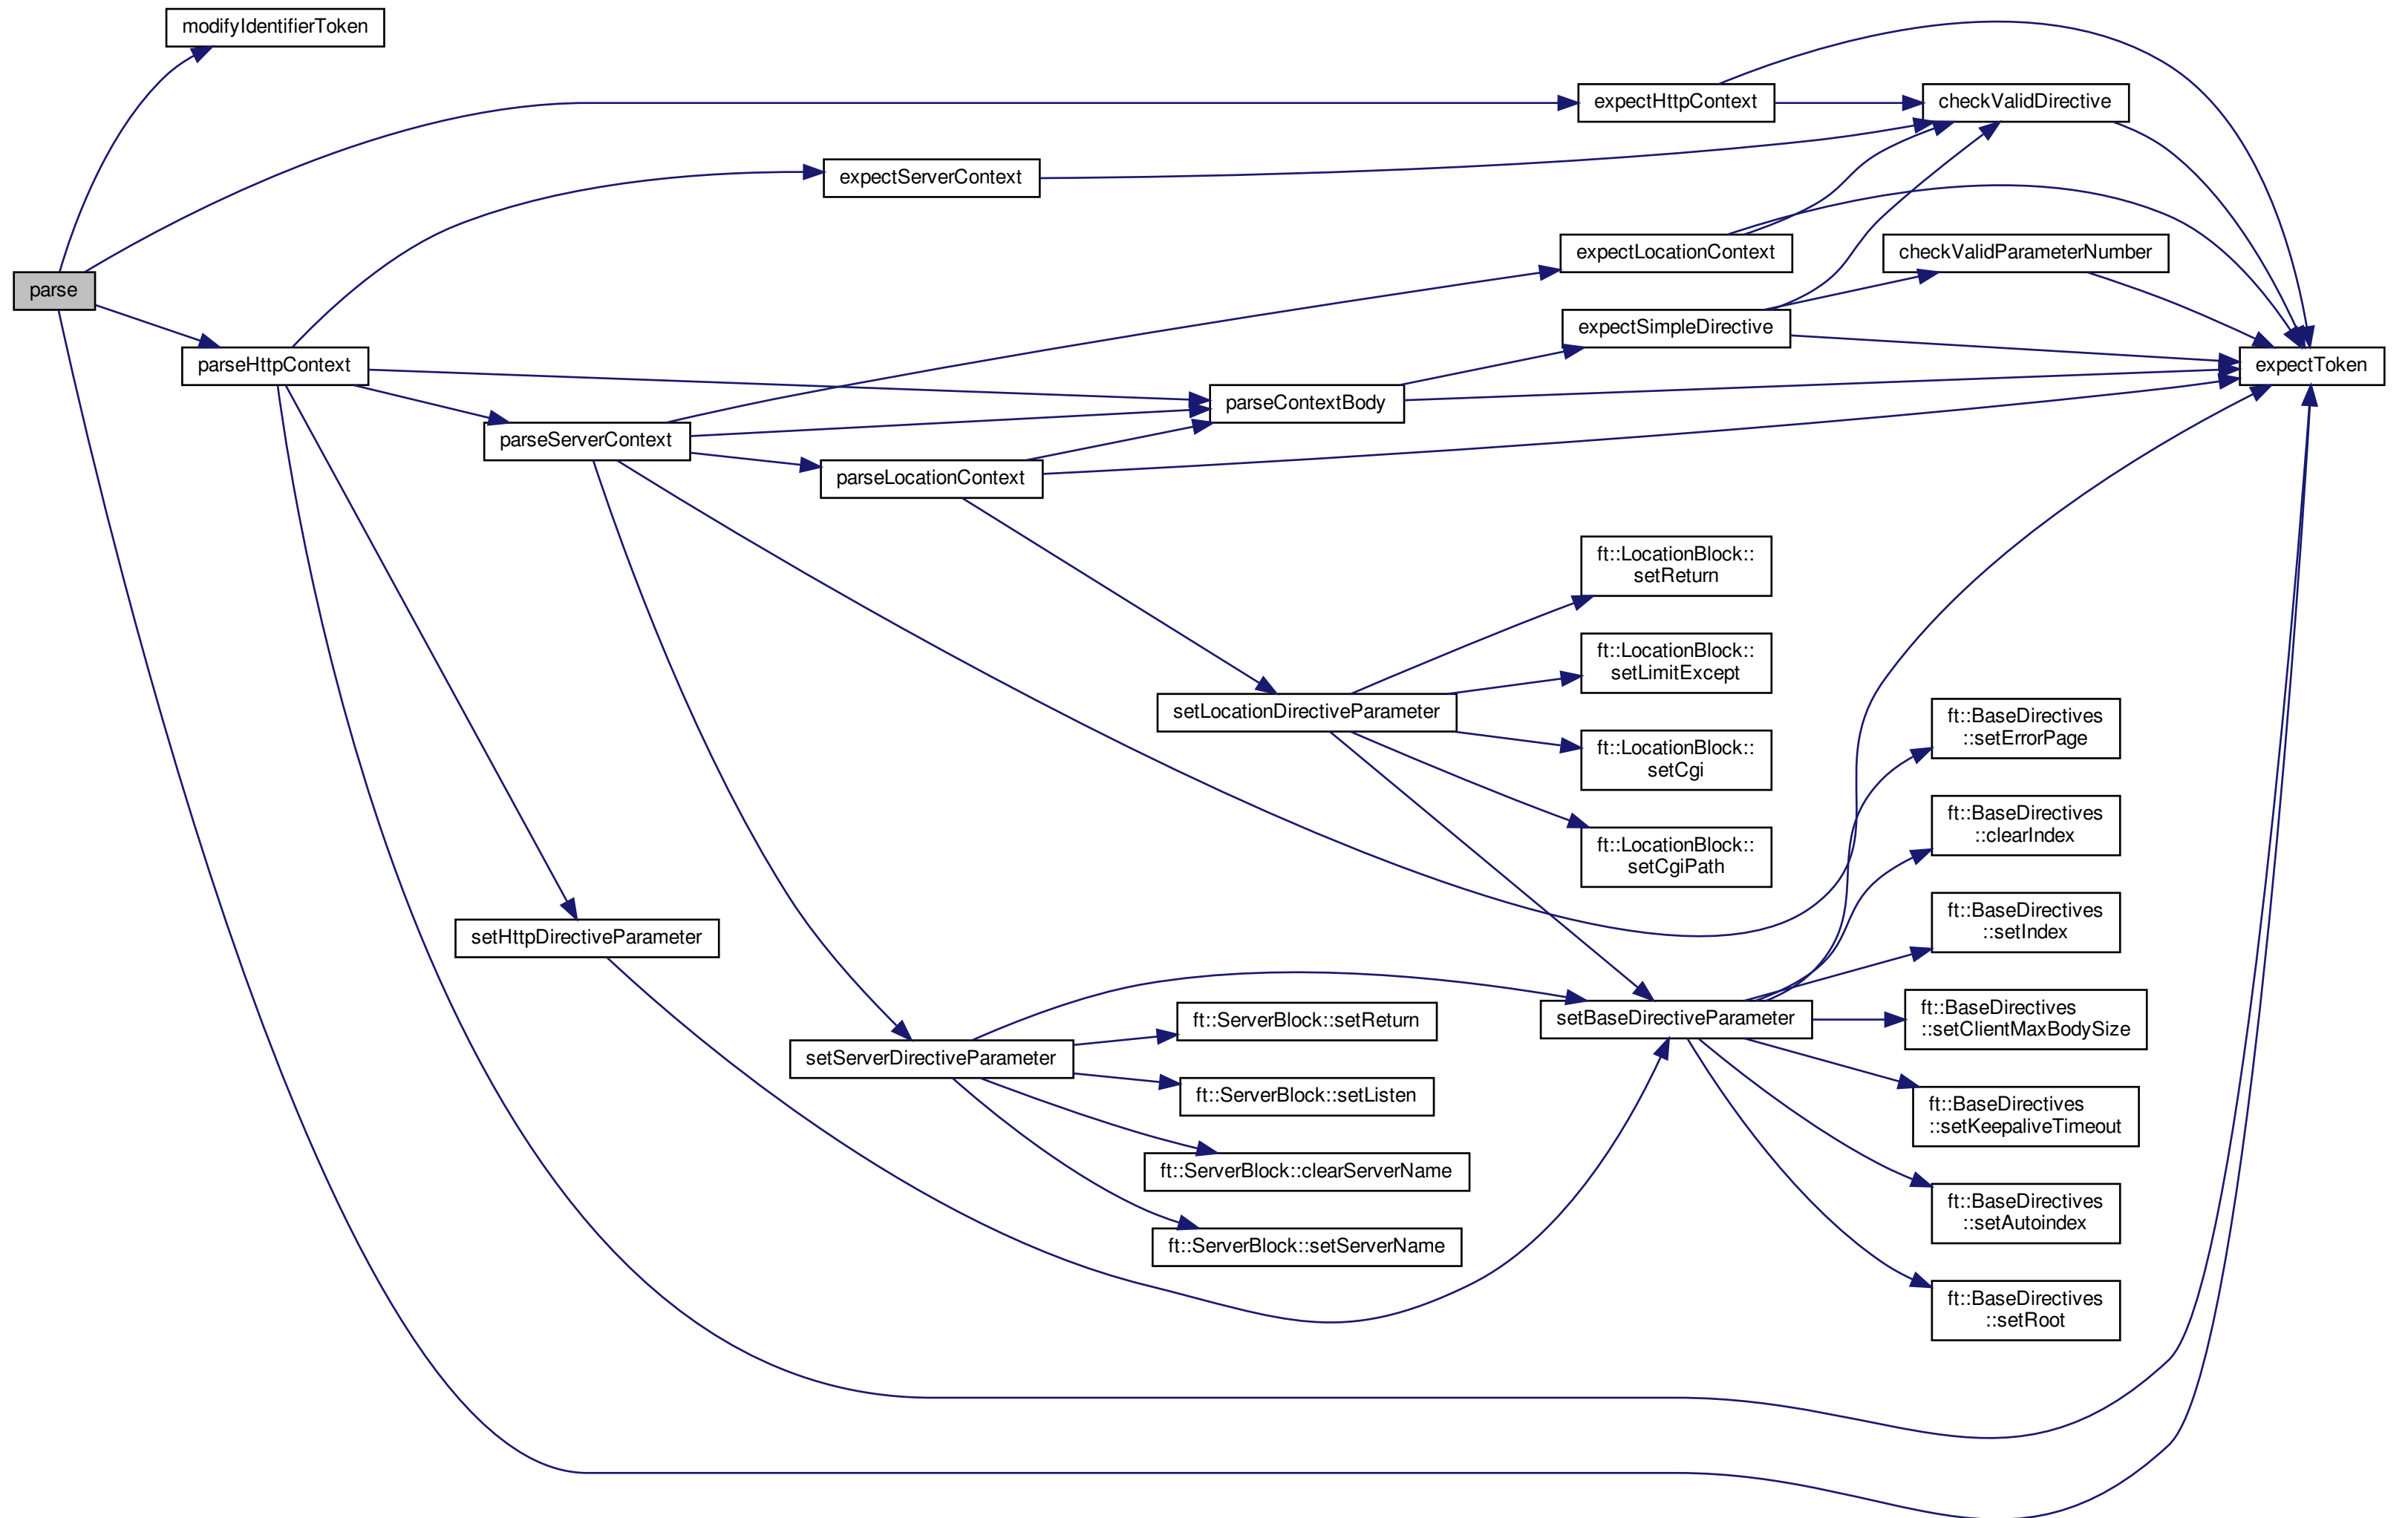 modifyIdentifierToken
expectHttpContext
checkValidDirective
expectServerContext
expectLocationContext
checkValidParameterNumber
parse
expectSimpleDirective
parseHttpContext
expectToken
parseContextBody
parseServerContext
parseLocationContext
ft::LocationBlock::
setReturn
ft::LocationBlock::
setLimitExcept
setLocationDirectiveParameter
ft::BaseDirectives
::setErrorPage
ft::LocationBlock::
setCgi
ft::BaseDirectives
::clearIndex
ft::LocationBlock::
setCgiPath
ft::BaseDirectives
::setIndex
setHttpDirectiveParameter
setBaseDirectiveParameter
ft::BaseDirectives
::setClientMaxBodySize
ft::ServerBlock::setReturn
setServerDirectiveParameter
ft::ServerBlock::setListen
ft::BaseDirectives
::setKeepaliveTimeout
ft::ServerBlock::clearServerName
ft::BaseDirectives
::setAutoindex
ft::ServerBlock::setServerName
ft::BaseDirectives
::setRoot